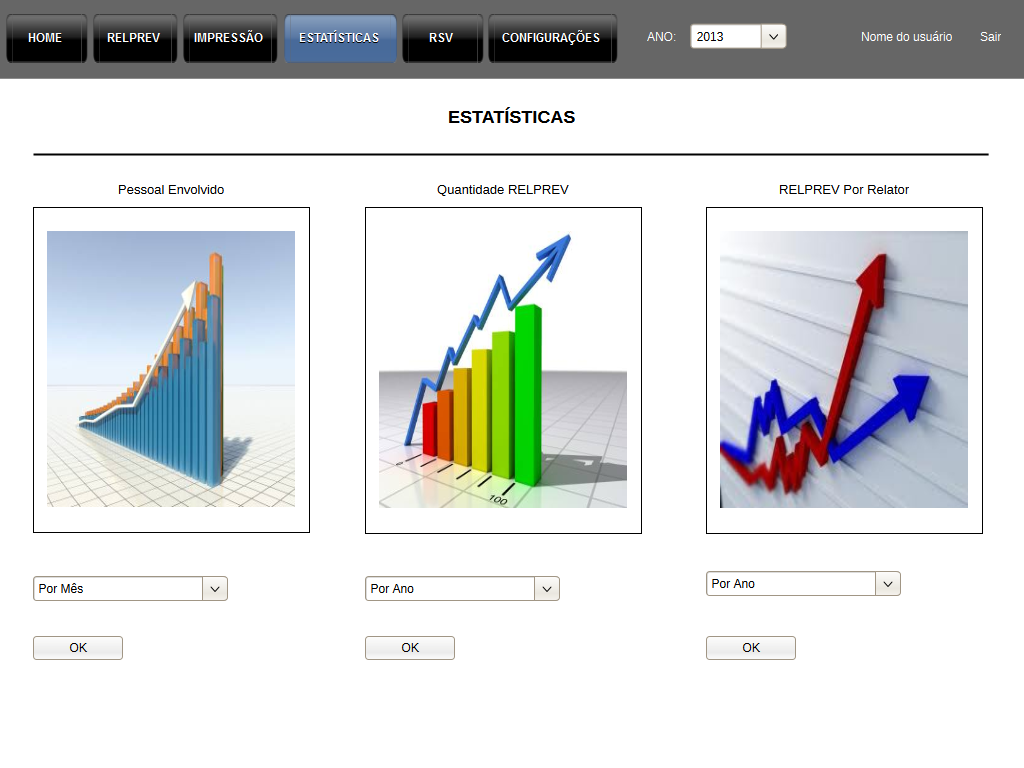 HOME RELPREV IMPRESSÃO ESTATÍSTICAS RSV CONFIGURAÇÕES ANO: 2013 Nome do usuário Sair
ESTATÍSTICAS
Pessoal Envolvido Quantidade RELPREV RELPREV Por Relator
0 100
Por Mês Por Ano Por Ano
OK OK OK